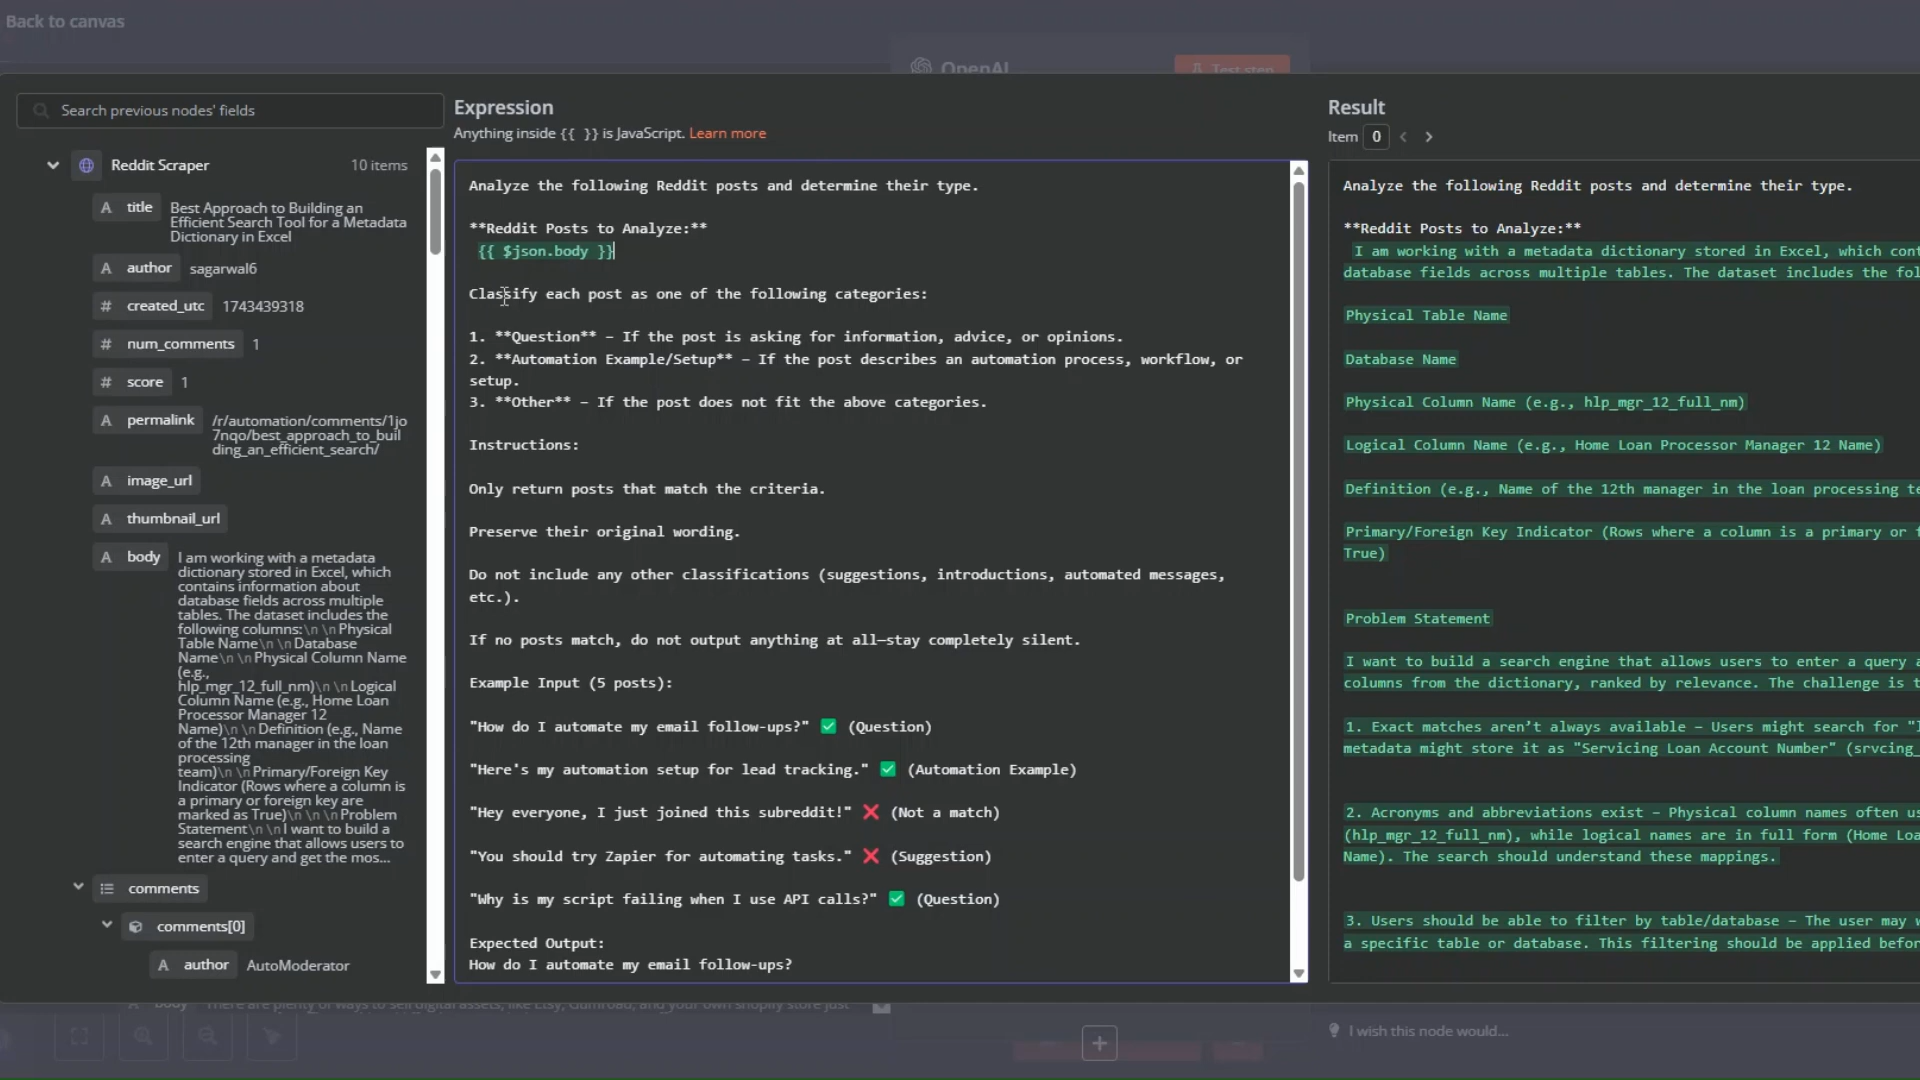 Back to canvas
OpenAI
Test step
Search previous nodes' fields
Reddit Scraper
10 items
A title
Best Approach to Building an
Efficient Search Tool for a Metadata
Dictionary in Excel
A author sagarwal6
# created_utc 1743439318
# num_comments 1
# score 1
A permalink
/r/automation/comments/1jo
7nqo/best_approach_to_buil
ding_an_efficient_search/
A image_url
A thumbnail_url
A body
I am working with a metadata
dictionary stored in Excel, which
contains information about
database fields across multiple
tables. The dataset includes the
following columns:\n \n Physical
Table Name\n \n Database
Name\n \n Physical Column Name
(e.g.,
hlp_mgr_12_full_nm)\n \n Logical
Column Name (e.g., Home Loan
Processor Manager 12
Name)\n \n Definition (e.g., Name
of the 12th manager in the loan
processing
team)\n \n Primary/Foreign Key
Indicator (Rows where a column is
a primary or foreign key are
marked as True)\n \n \n Problem
Statement\n \n I want to build a
search engine that allows users to
enter a query and get the mos...
comments
comments[0]
A author AutoModerator
Expression
Anything inside {{ }} is JavaScript. Learn more
Analyze the following Reddit posts and determine their type.
**Reddit Posts to Analyze:**
{{ $json.body }}
Classify each post as one of the following categories:
1. **Question** – If the post is asking for information, advice, or opinions.
2. **Automation Example/Setup** – If the post describes an automation process, workflow, or
setup.
3. **Other** – If the post does not fit the above categories.
Instructions:
Only return posts that match the criteria.
Preserve their original wording.
Do not include any other classifications (suggestions, introductions, automated messages,
etc.).
If no posts match, do not output anything at all—stay completely silent.
Example Input (5 posts):
"How do I automate my email follow-ups?" ✅ (Question)
"Here's my automation setup for lead tracking." ✅ (Automation Example)
"Hey everyone, I just joined this subreddit!" ❌ (Not a match)
"You should try Zapier for automating tasks." ❌ (Suggestion)
"Why is my script failing when I use API calls?" ✅ (Question)
Expected Output:
How do I automate my email follow-ups?
Result
Item 0
Analyze the following Reddit posts and determine their type.
**Reddit Posts to Analyze:**
I am working with a metadata dictionary stored in Excel, which
database fields across multiple tables. The dataset includes the
Physical Table Name
Database Name
Physical Column Name (e.g., hlp_mgr_12_full_nm)
Logical Column Name (e.g., Home Loan Processor Manager 12 Name)
Definition (e.g., Name of the 12th manager in the loan processing
Primary/Foreign Key Indicator (Rows where a column is a primary or
True)
Problem Statement
I want to build a search engine that allows users to enter a query
columns from the dictionary, ranked by relevance. The challenge is
1. Exact matches aren’t always available – Users might search for
metadata might store it as "Servicing Loan Account Number" (srvcing_
2. Acronyms and abbreviations exist – Physical column names often
(hlp_mgr_12_full_nm), while logical names are in full form (Home
Name). The search should understand these mappings.
3. Users should be able to filter by table/database – The user may
a specific table or database. This filtering should be applied
I wish this node would...